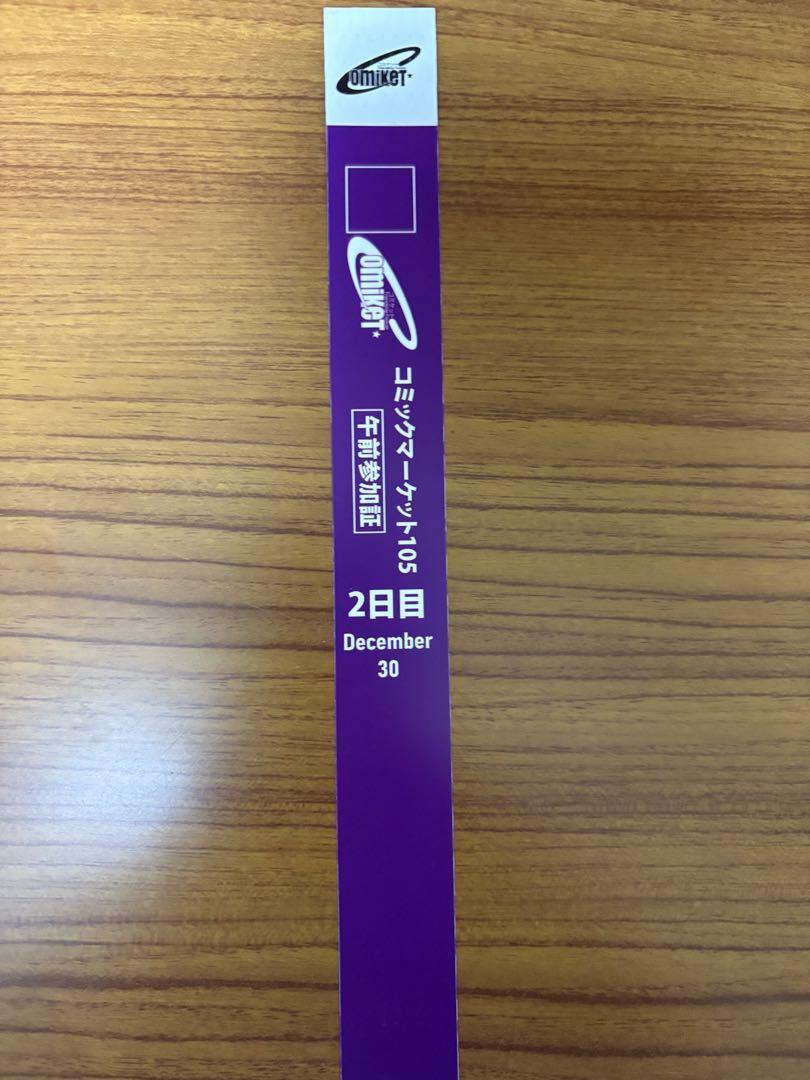 comiket
comiket
コミックマーケット105
午前参加証
2日目
December
30